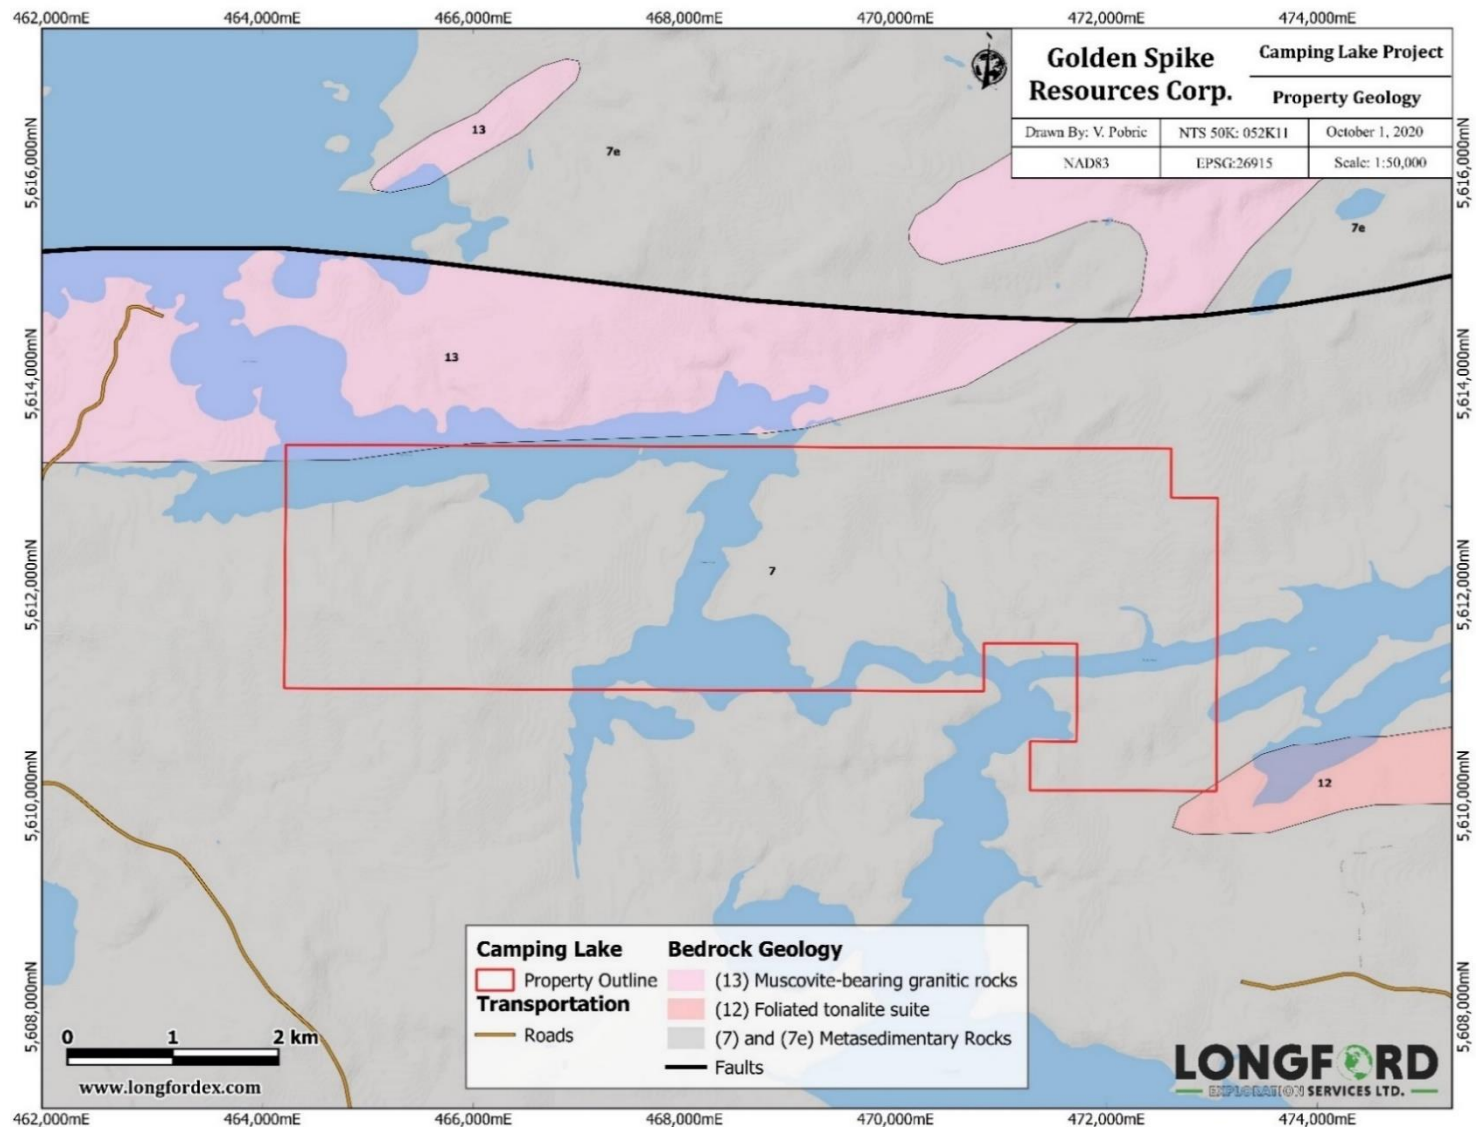 462,000mE 464,000mE 466,000mE 468,000mE 470,000mE 472,000mE 474,000mE
Golden Spike
Resources Corp.
Camping Lake Project
Property Geology
Drawn By: V. Pobric NTS 50K: 052K11 October 1, 2020
NAD83 EPSG:26915 Scale: 1:50,000
5,616,000mN
5,614,000mN
5,612,000mN
5,610,000mN
5,608,000mN
5,616,000mN
5,614,000mN
5,612,000mN
5,610,000mN
5,608,000mN
13
7e
7e
13
7
12
Camping Lake
Property Outline
Transportation
Roads
Bedrock Geology
(13) Muscovite-bearing granitic rocks
(12) Foliated tonalite suite
(7) and (7e) Metasedimentary Rocks
Faults
0 1 2 km
www.longfordex.com
LONGFORD
EXPLORATION SERVICES LTD.
462,000mE 464,000mE 466,000mE 468,000mE 470,000mE 472,000mE 474,000mE